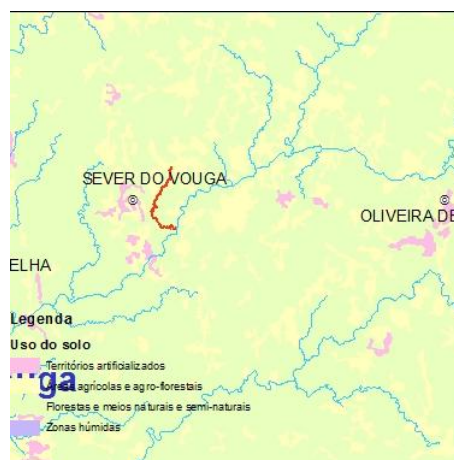 SEVER DO VOUGA
OLIVEIRA DE
ELHA
Legenda
Uso do solo
Territórios artificializados
ga
agrícolas e agro-florestais
Florestas e meios naturais e semi-naturais
Zonas húmidas